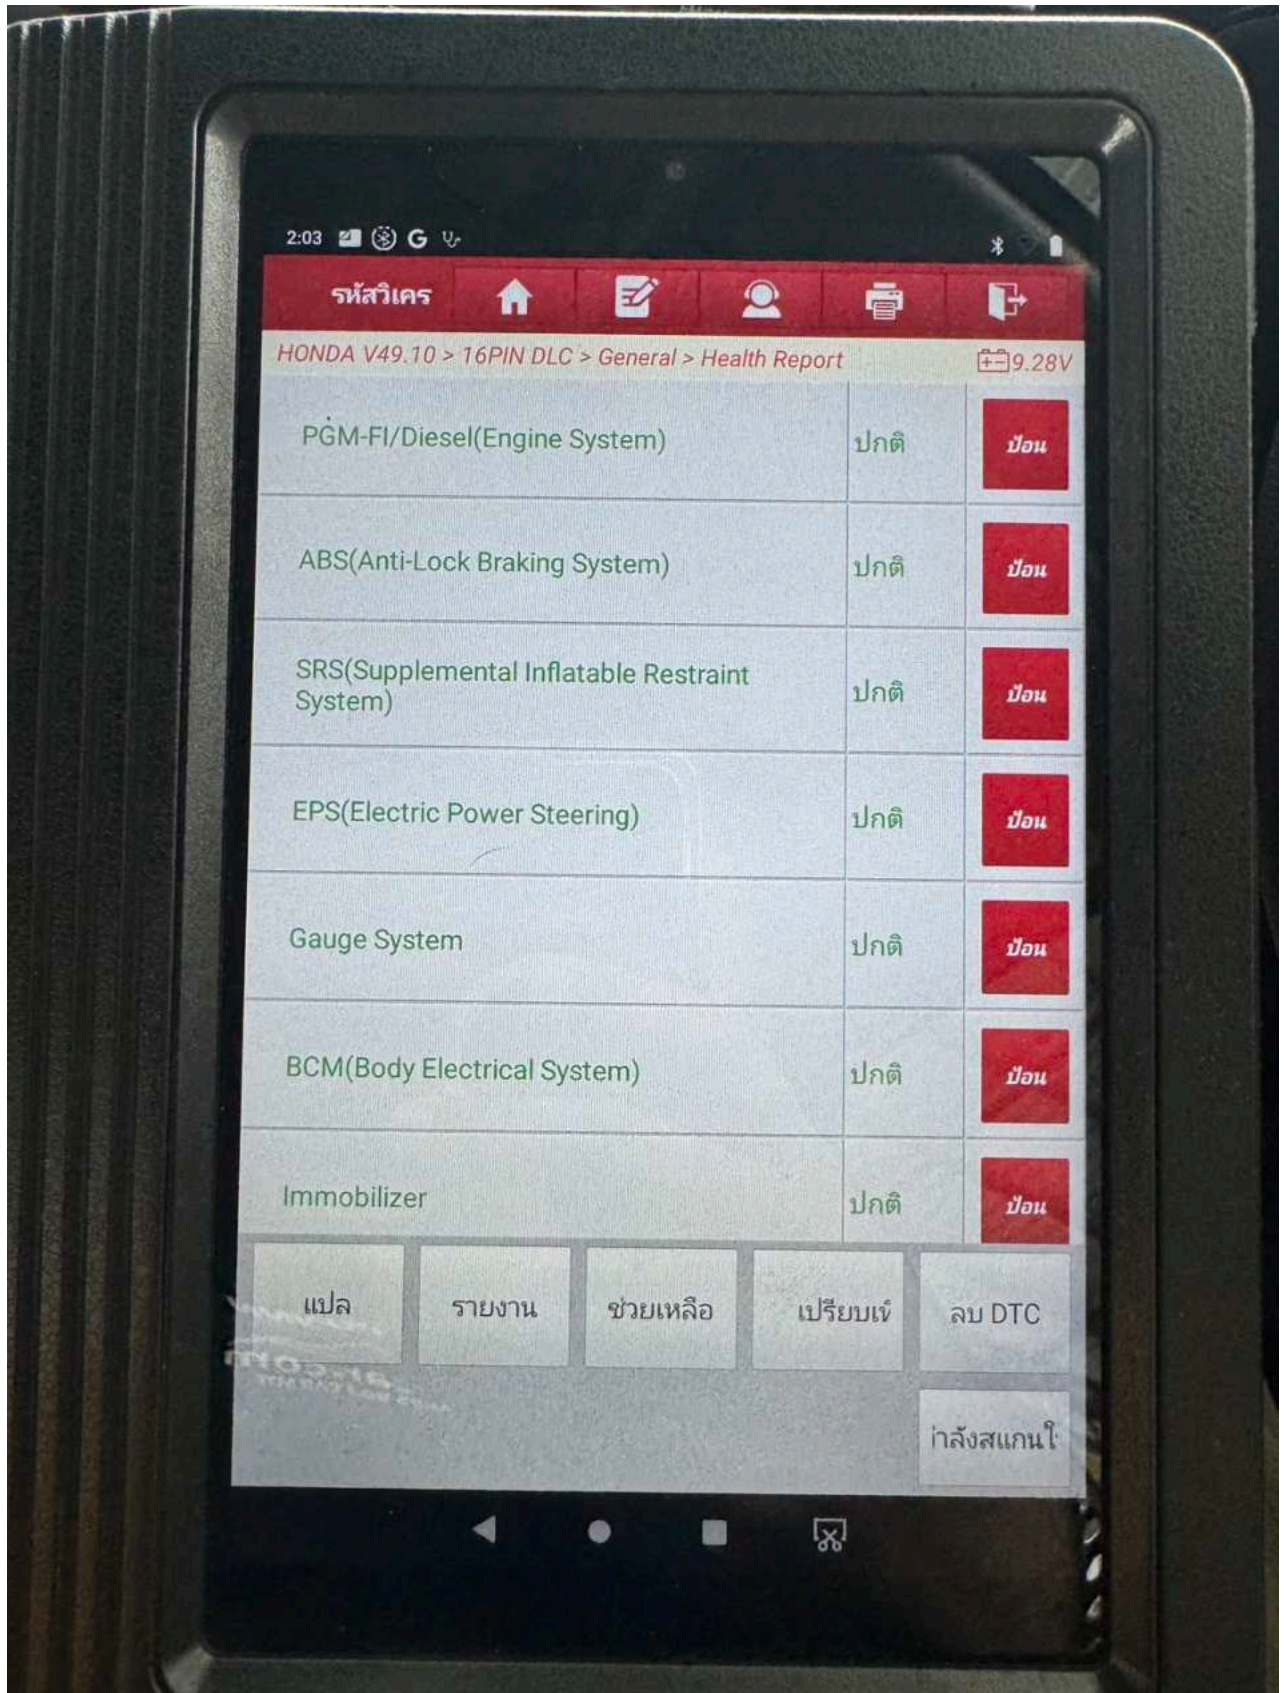 2:03 G
รหัสวิเคร
HONDA V49.10 > 16PIN DLC > General > Health Report 9.28V
PGM-FI/Diesel(Engine System) ปกติ ป้อน
ABS(Anti-Lock Braking System) ปกติ ป้อน
SRS(Supplemental Inflatable Restraint
System) ปกติ ป้อน
EPS(Electric Power Steering) ปกติ ป้อน
Gauge System ปกติ ป้อน
BCM(Body Electrical System) ปกติ ป้อน
Immobilizer ปกติ ป้อน
แปล รายงาน ช่วยเหลือ เปรียบเที ลบ DTC
กำลังสแกนใ